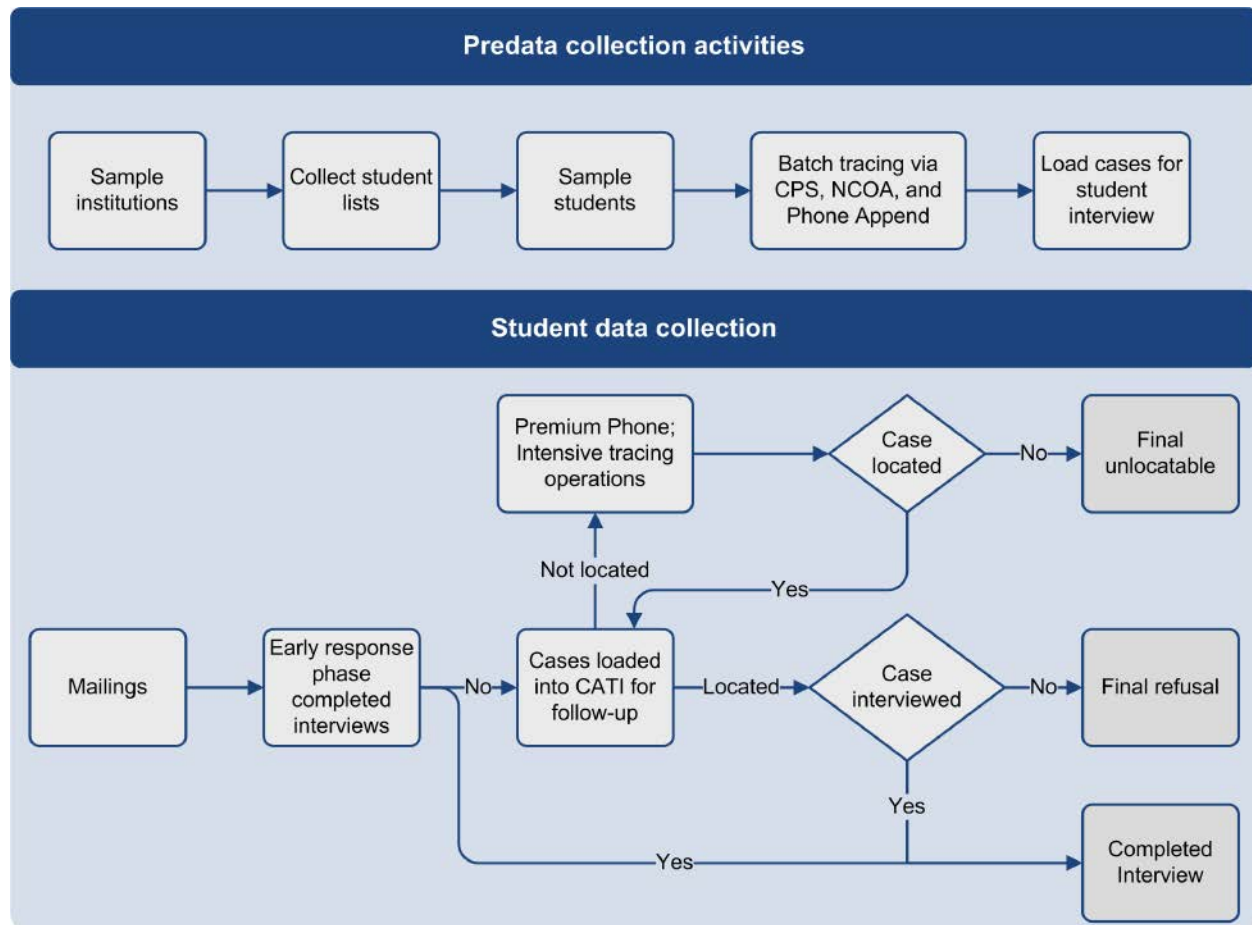 Predata collection activities
Sample
institutions
Collect student
lists
Sample
students
Batch tracing via
CPS, NCOA, and
Phone Append
Load cases for
student
interview
Student data collection
Premium Phone;
Intensive tracing
operations
Case
located
No
Final
unlocatable
Not located
Yes
Mailings
Early response
phase
completed
interviews
No
Cases loaded
into CATI for
follow-up
Located
Case
interviewed
No
Final refusal
Yes
Yes
Completed
Interview